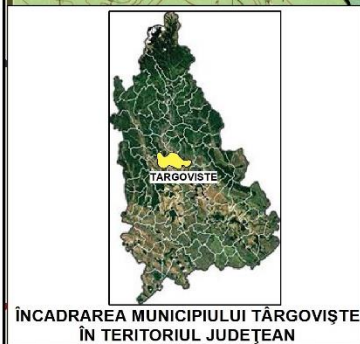 TARGOVISTE
ÎNCADRAREA MUNICIPIULUI TÂRGOVIŞTE
ÎN TERITORIUL JUDEŢEAN